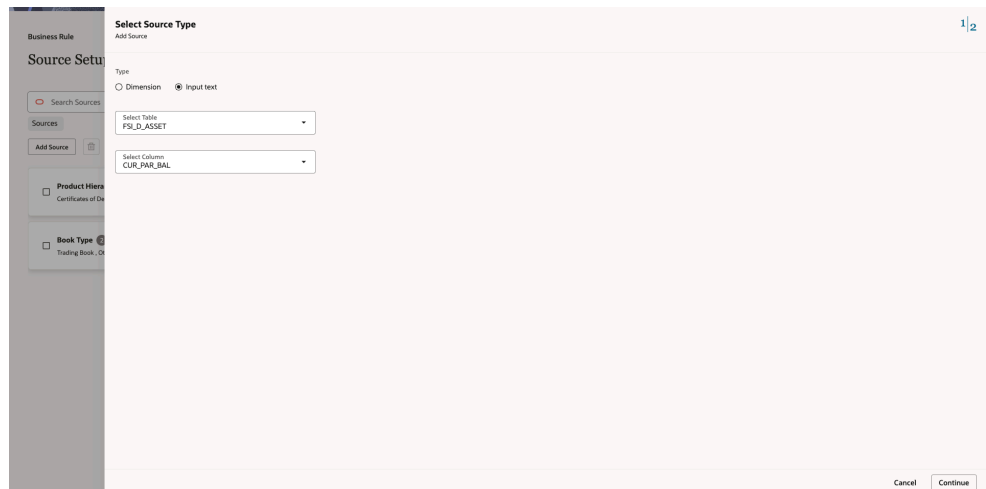 Business Rule
Source Setu
Search Sources
Sources
Add Source
Product Hiera
Certificates of De
Book Type
Trading Book , O
Select Source Type
Add Source
1|2
Type
Dimension Input text
Select Table
FSI_D_ASSET
Select Column
CUR_PAR_BAL
Cancel Continue